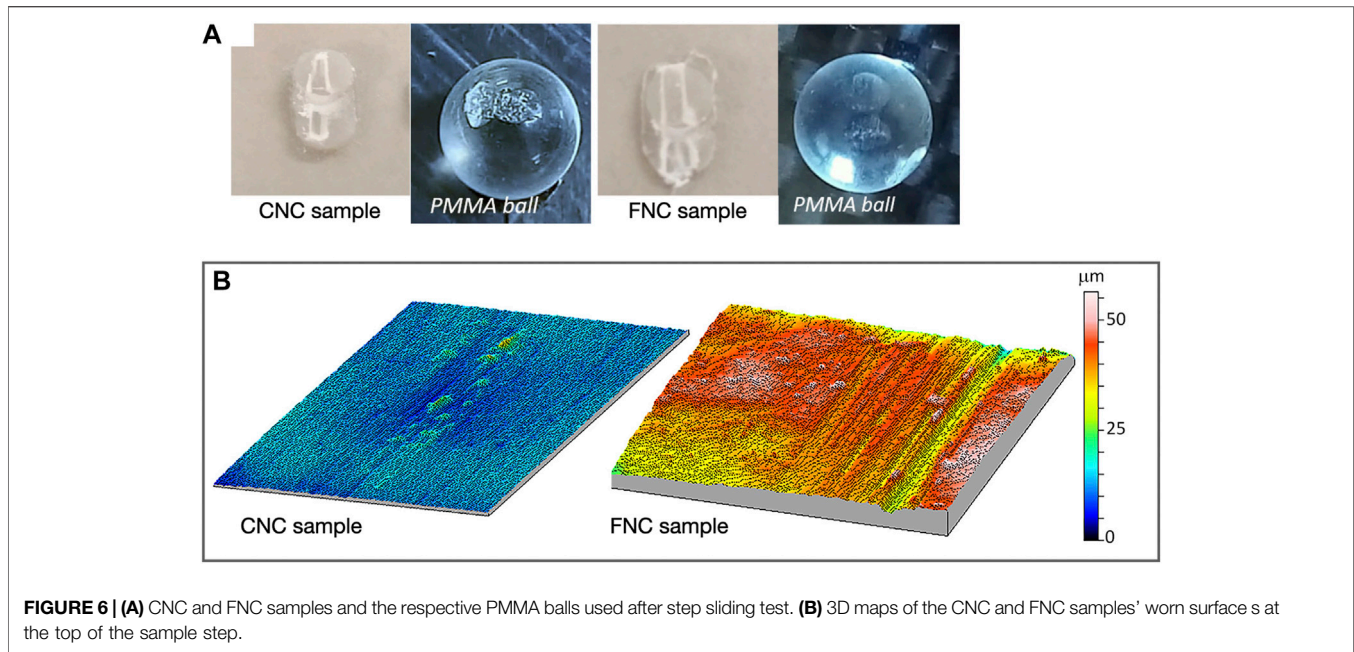 A
CNC sample
PMMA ball
FNC sample
PMMA ball
B
µm
50
25
0
CNC sample
FNC sample
FIGURE 6 | (A) CNC and FNC samples and the respective PMMA balls used after step sliding test. (B) 3D maps of the CNC and FNC samples’ worn surface s at
the top of the sample step.